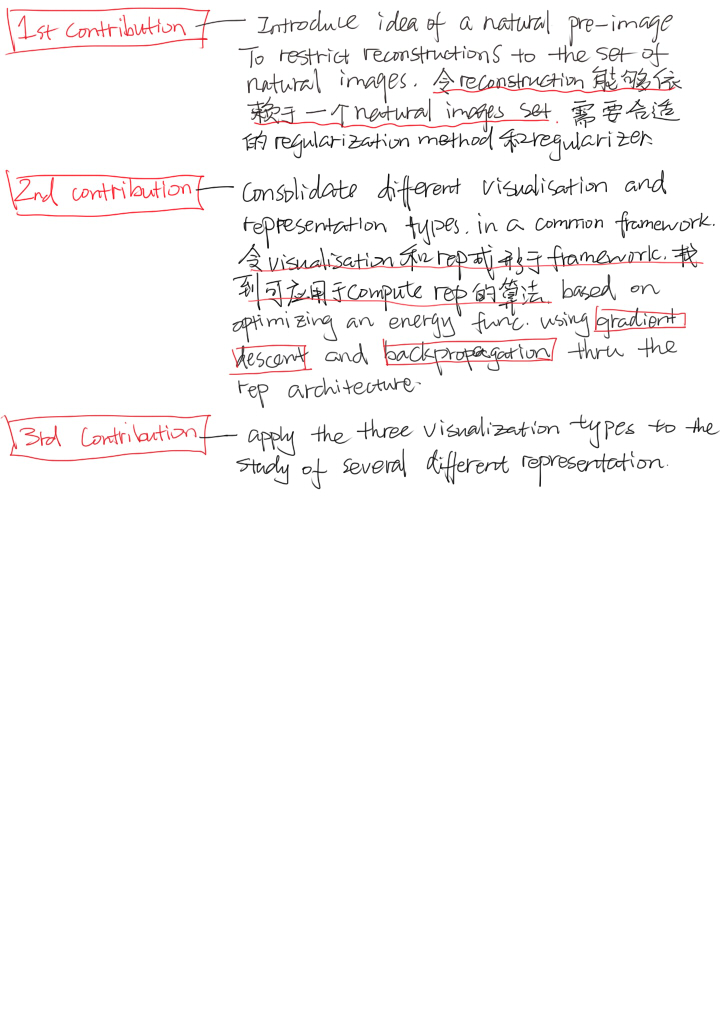 1st contribution — Introduce idea of a natural pre-image
To restrict reconstructions to the set of
natural images. 令reconstruction能够依
赖于一个natural images set. 需要合适
的regularization method和regularizer.
2nd contribution — Consolidate different visualisation and
representation types. in a common framework.
令visualisation和rep成形于framework. 找
到可应用于compute rep的算法 based on
optimizing an energy func. using gradient
descent and backpropagation thru the
rep architecture.
3rd contribution — apply the three visualization types to the
study of several different representation.